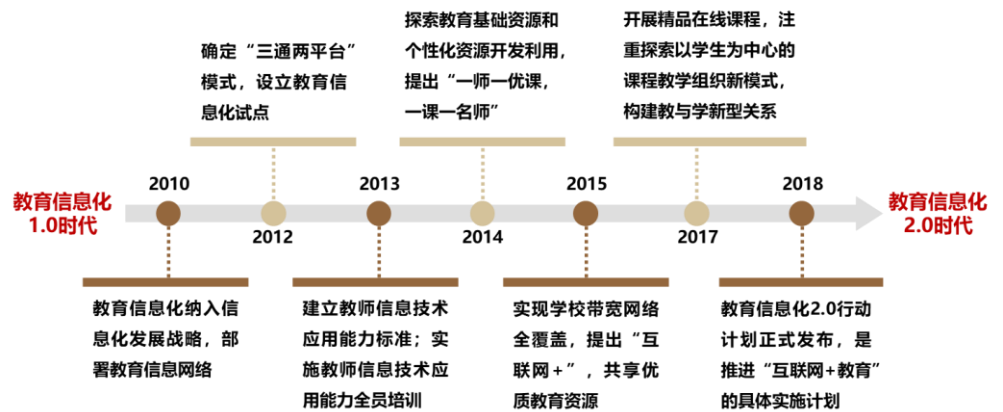 确定“三通两平台”
模式，设立教育信
息化试点
探索教育基础资源和
个性化资源开发利用，
提出“一师一优课，
一课一名师”
开展精品在线课程，注
重探索以学生为中心的
课程教学组织新模式，
构建教与学新型关系
教育信息化
1.0时代
2010
2012
2013
2014
2015
2017
2018
教育信息化
2.0时代
教育信息化纳入信
息化发展战略，部
署教育信息网络
建立教师信息技术
应用能力标准；实
施教师信息技术应
用能力全员培训
实现学校带宽网络
全覆盖，提出“互
联网+”，共享优
质教育资源
教育信息化2.0行动
计划正式发布，是
推进“互联网+教育”
的具体实施计划